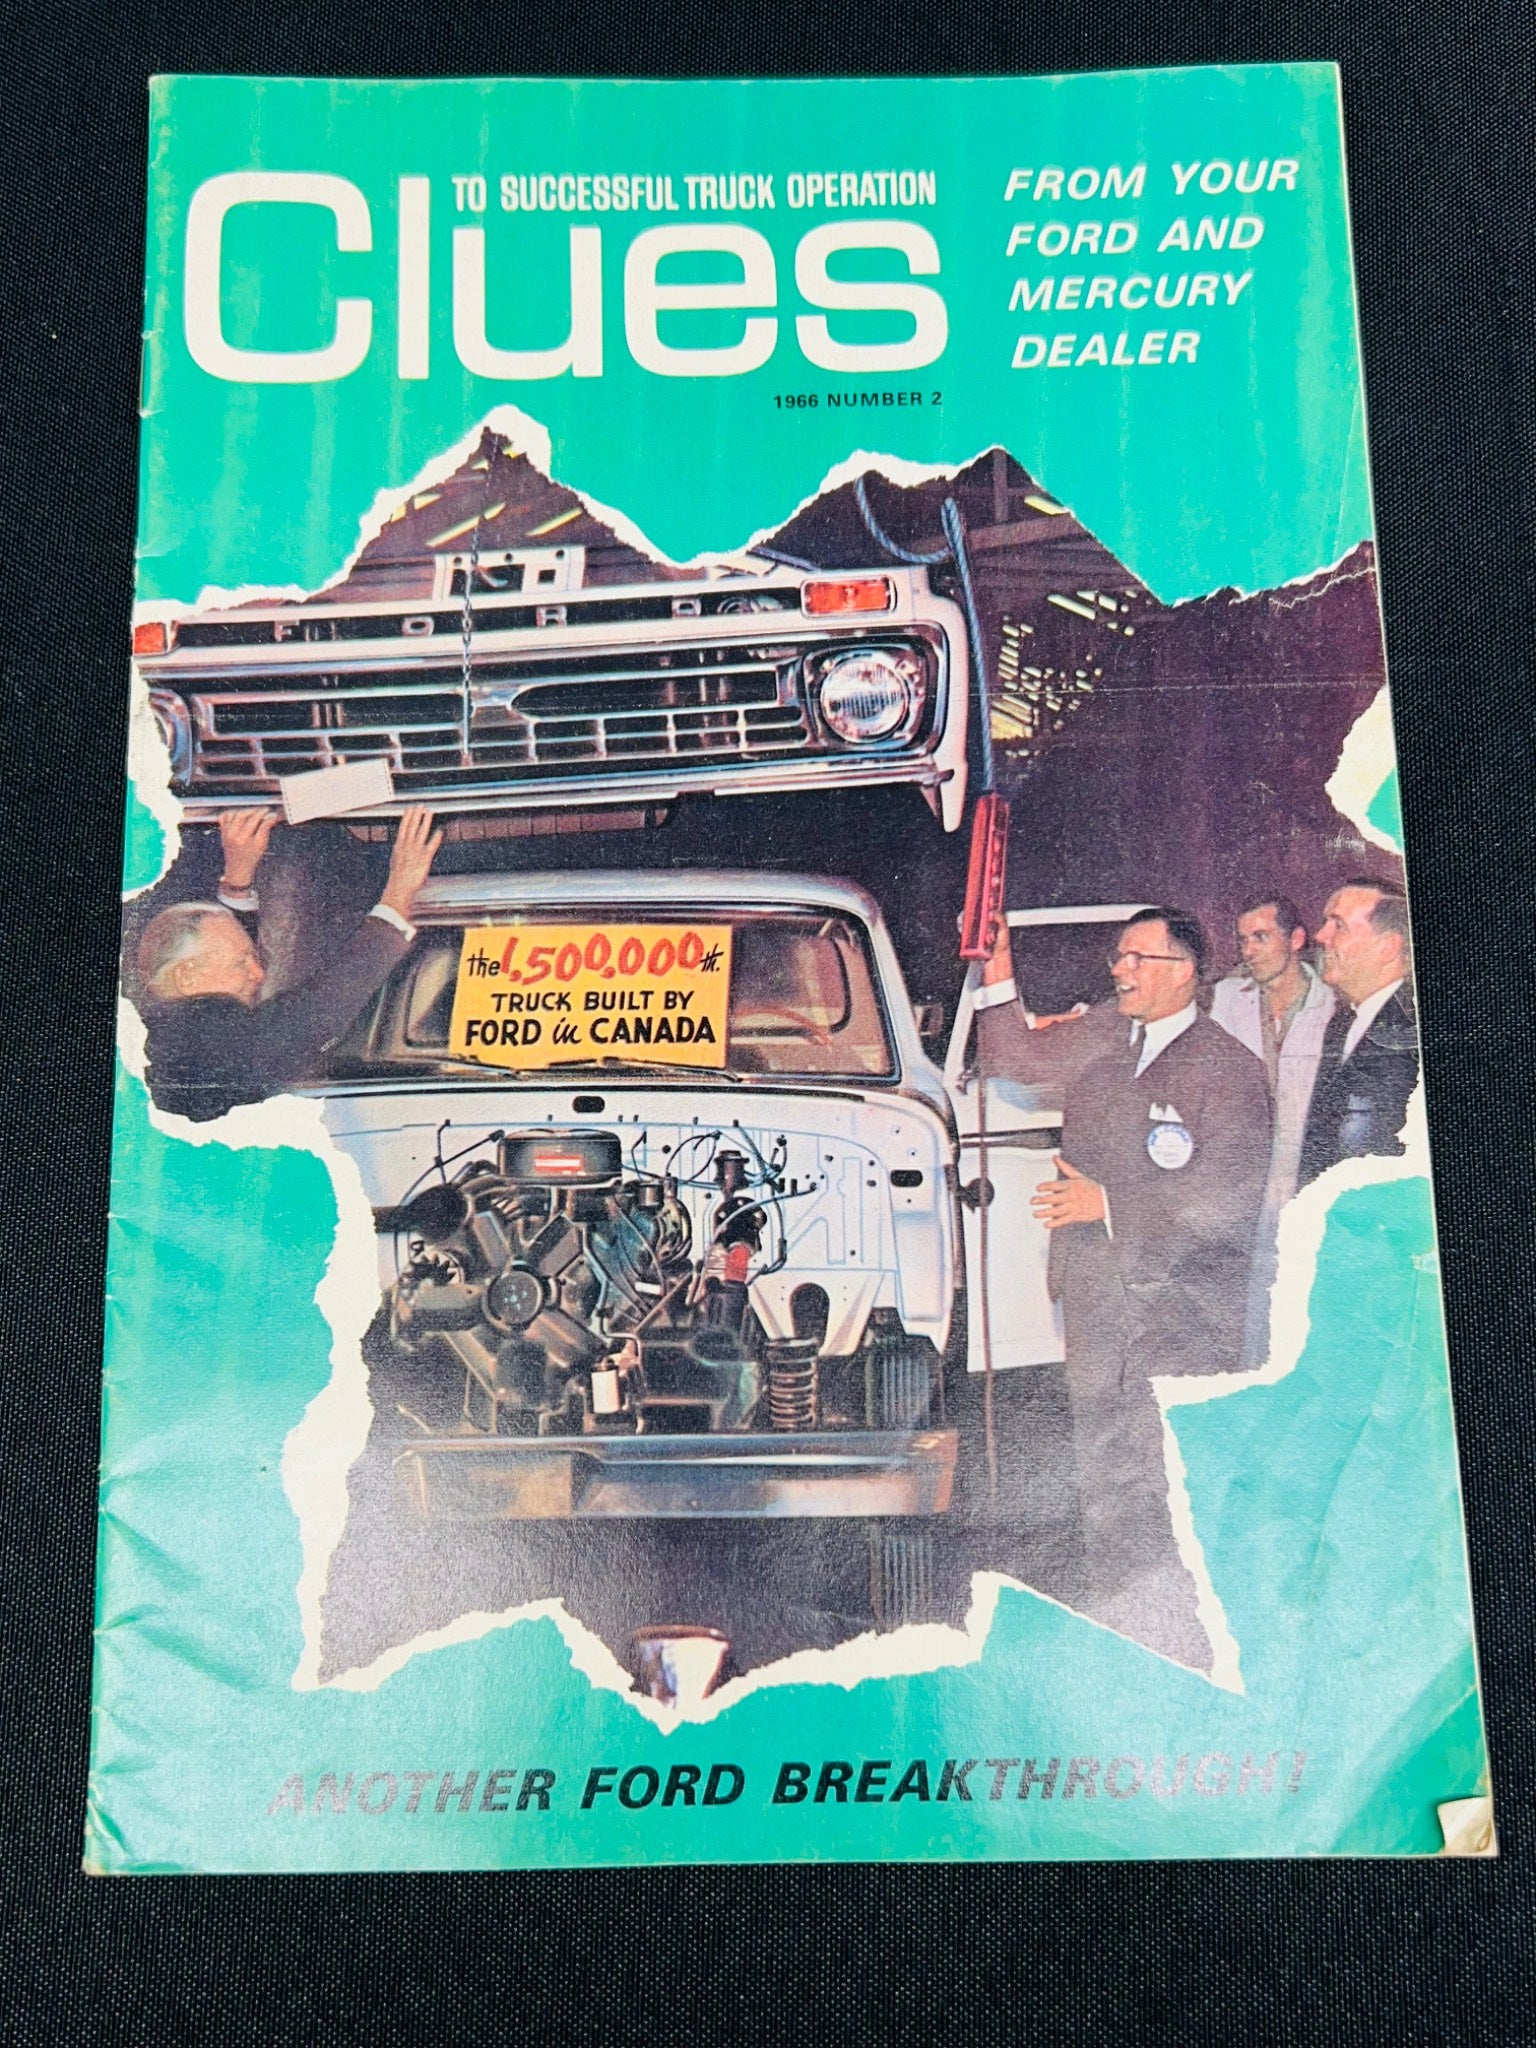 TO SUCCESSFUL TRUCK OPERATION
Clues
1966 NUMBER 2
FROM YOUR
FORD AND
MERCURY
DEALER
FORD
the 1,500,000th.
TRUCK BUILT BY
FORD in CANADA
ANOTHER FORD BREAKTHROUGH!